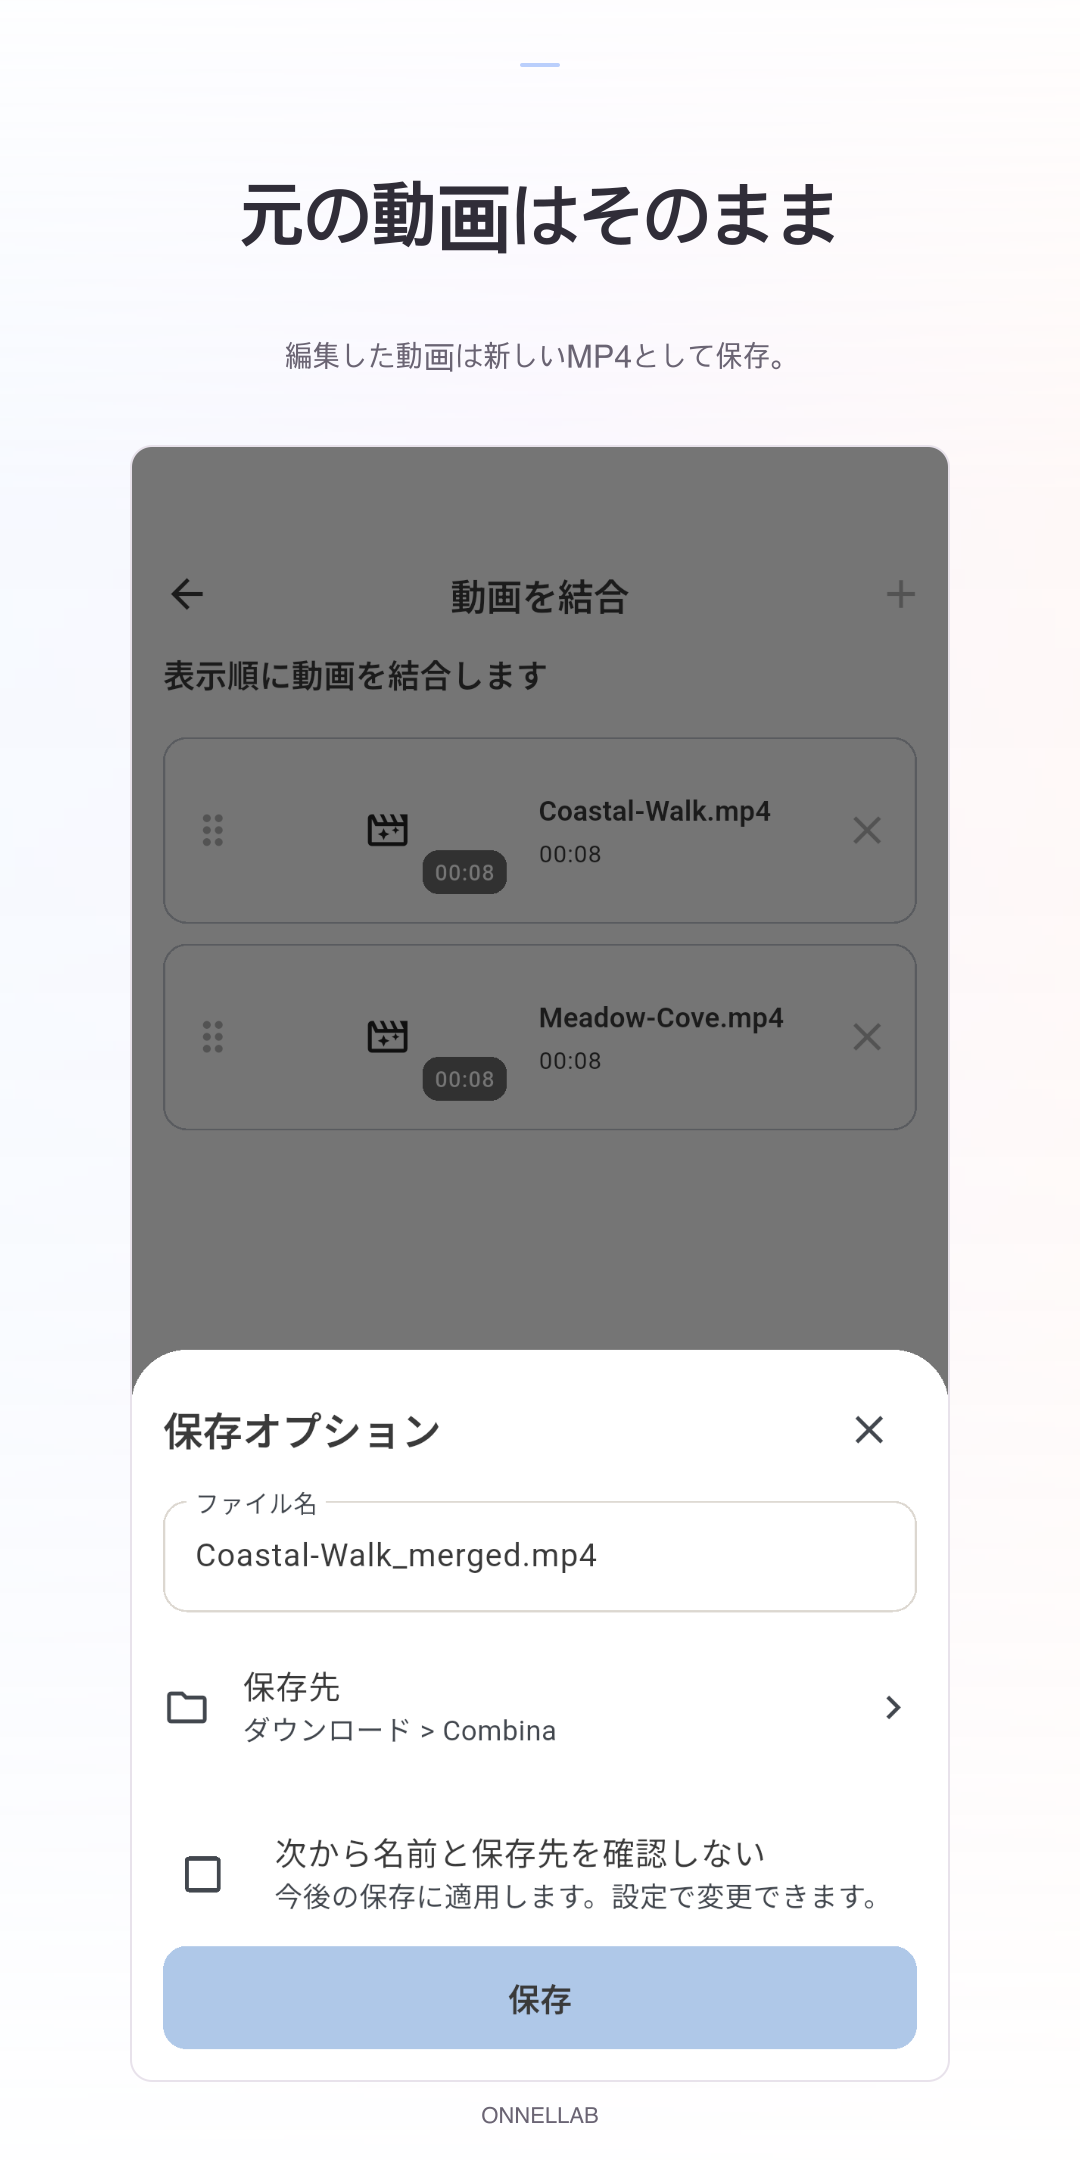 元の動画はそのまま
編集した動画は新しいMP4として保存。
動画を結合
表示順に動画を結合します
Coastal-Walk.mp4
00:08
00:08
Meadow-Cove.mp4
00:08
00:08
保存オプション
ファイル名
Coastal-Walk_merged.mp4
保存先
ダウンロード > Combina
次から名前と保存先を確認しない
今後の保存に適用します。設定で変更できます。
保存
ONNELLAB